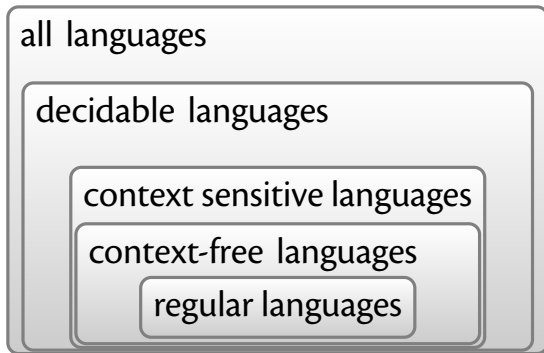 all languages
decidable languages
context sensitive languages
context-free languages
regular languages